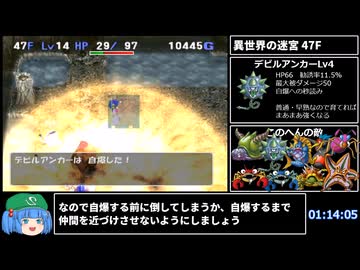 47F Lv14 HP 29/ 97 10445G
デビルアンカーは 自爆した!
異世界の迷宮 47F
デビルアンカーLv4
HP66 勧誘率11.5%
最大被ダメージ50
自爆への秒読み
普通・早熟なので育てれば
まあまあ強くなる
このへんの敵
なので自爆する前に倒してしまうか、自爆するまで
仲間を近づけさせないようにしましょう
01:14:05